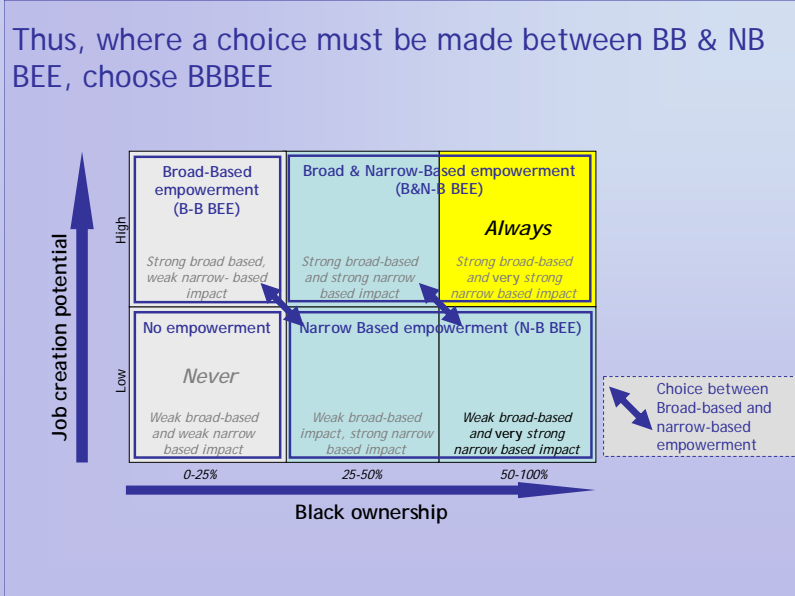 Thus, where a choice must be made between BB & NB
BEE, choose BBBEE
Job creation potential
High
Low
Broad-Based
empowerment
(B-B BEE)
Strong broad based,
weak narrow- based
impact
Broad & Narrow-Based empowerment
(B&N-B BEE)
Strong broad-based
and strong narrow
based impact
Always
Strong broad-based
and very strong
narrow based impact
No empowerment
Never
Weak broad-based
and weak narrow
based impact
Narrow Based empowerment (N-B BEE)
Weak broad-based
impact, strong narrow
based impact
Weak broad-based
and very strong
narrow based impact
0-25%
25-50%
50-100%
Black ownership
Choice between
Broad-based and
narrow-based
empowerment